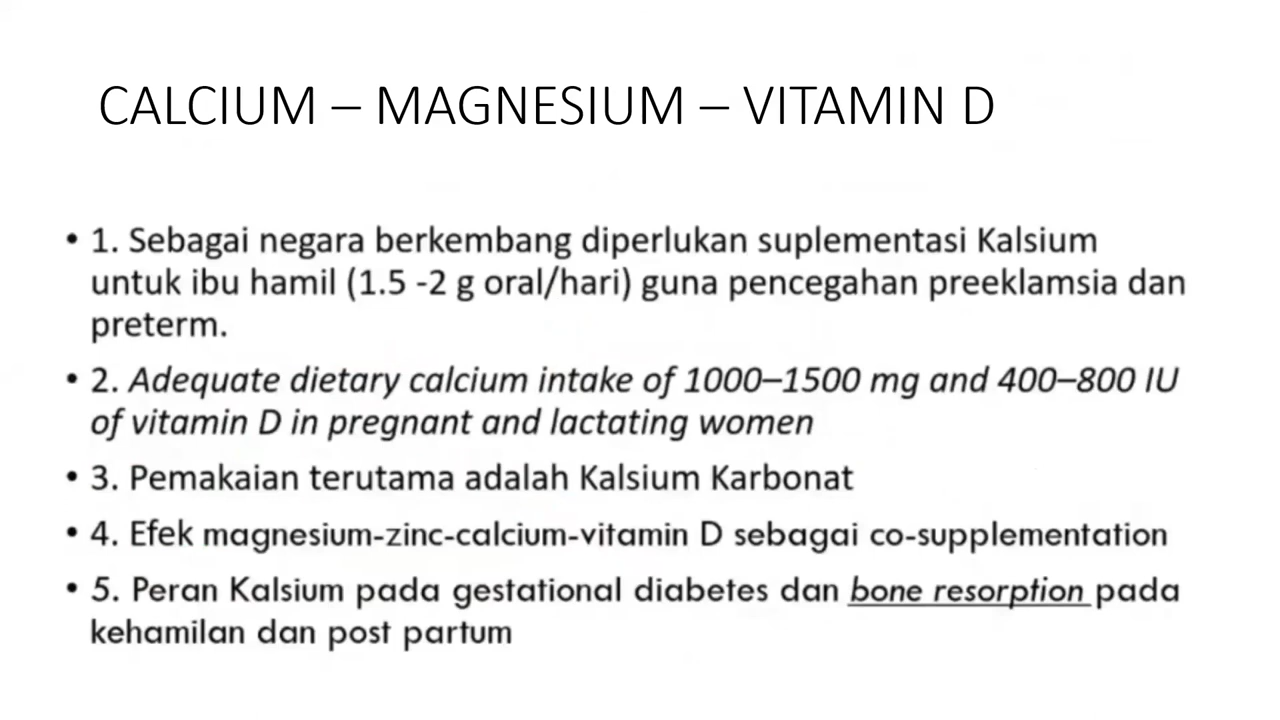 CALCIUM – MAGNESIUM – VITAMIN D
• 1. Sebagai negara berkembang diperlukan suplementasi Kalsium
untuk ibu hamil (1.5 -2 g oral/hari) guna pencegahan preeklamsia dan
preterm.
• 2. Adequate dietary calcium intake of 1000–1500 mg and 400–800 IU
of vitamin D in pregnant and lactating women
• 3. Pemakaian terutama adalah Kalsium Karbonat
• 4. Efek magnesium-zinc-calcium-vitamin D sebagai co-supplementation
• 5. Peran Kalsium pada gestational diabetes dan bone resorption pada
kehamilan dan post partum